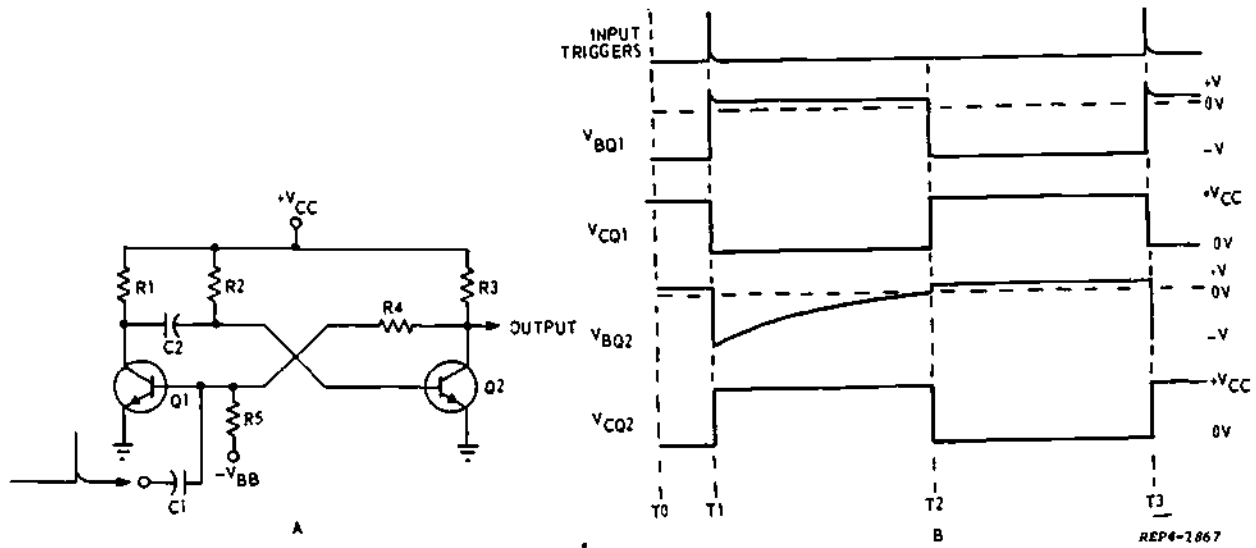 +VCC
R1
R2
R3
R4
OUTPUT
C2
Q1
Q2
R5
-VBB
C1
A
INPUT
TRIGGERS
+V
0V
VBQ1
-V
+VCC
VCQ1
0V
+V
0V
VBQ2
-V
+VCC
VCQ2
0V
T0
T1
T2
T3
B
REP4-2867